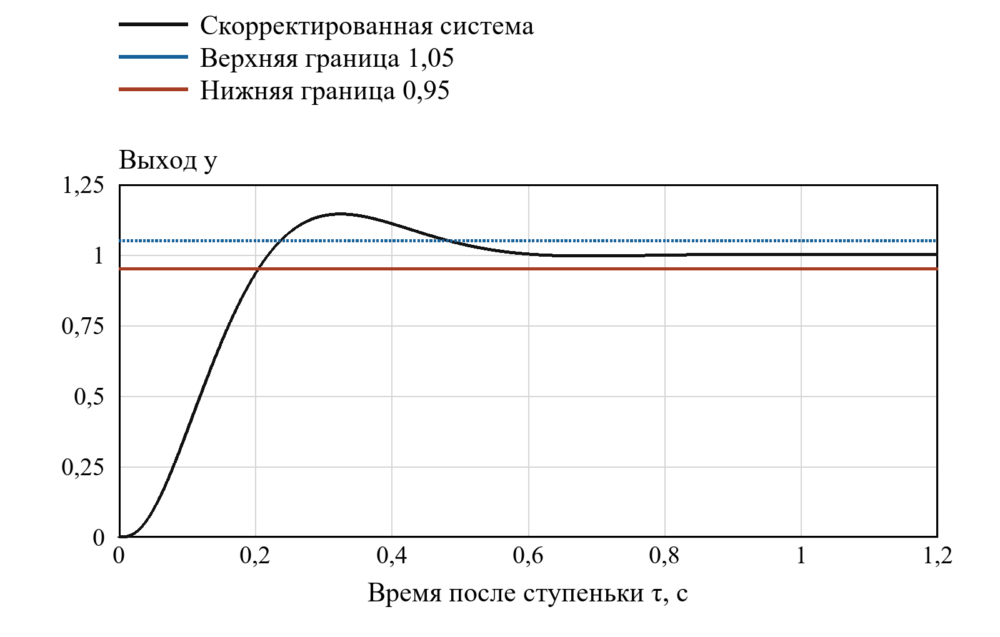 Скорректированная система
Верхняя граница 1,05
Нижняя граница 0,95
Выход y
1,25
1
0,75
0,5
0,25
0
0 0,2 0,4 0,6 0,8 1 1,2
Время после ступеньки τ, с